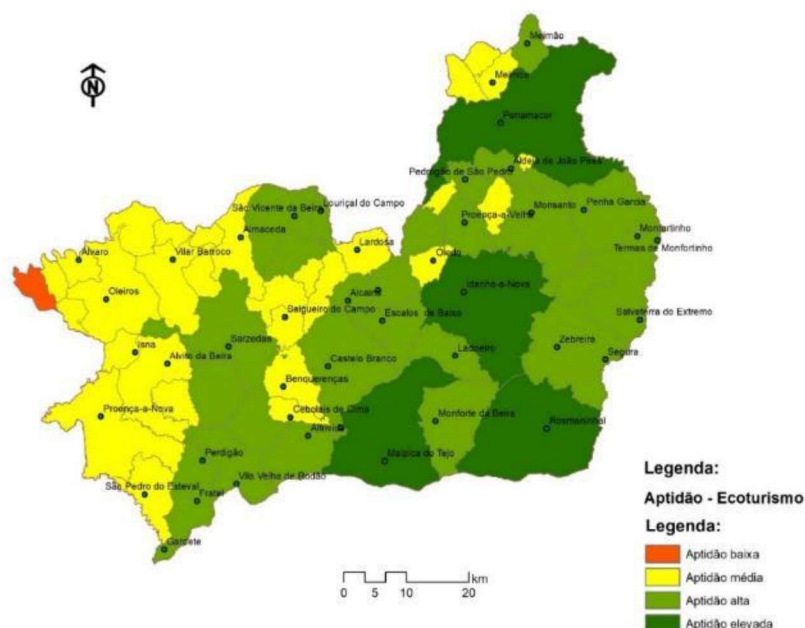 Meimão
Meimoa
Penamacor
Aldeia de João Pires
Pedrógão de São Pedro
Louriçal do Campo
São Vicente da Beira
Proença-a-Velha
Monsanto
Penha Garcia
Almaceda
Lardosa
Monfortinho
Termas de Monfortinho
Álvaro
Vilar Barroco
Oledo
Idanha-a-Nova
Oleiros
Alcains
Salgueiro do Campo
Escalos de Baixo
Salvaterra do Extremo
Isna
Sarzedas
Zebreira
Alvito da Beira
Ladoeiro
Segura
Castelo Branco
Benquerenças
Proença-a-Nova
Cebolais de Cima
Monforte da Beira
Rosmaninhal
Perdigão
Malpica do Tejo
Vila Velha de Rodão
São Pedro do Esteval
Fratel
Gardete
N
km
0 5 10 20
Legenda:
Aptidão - Ecoturismo
Legenda:
Aptidão baixa
Aptidão média
Aptidão alta
Aptidão elevada